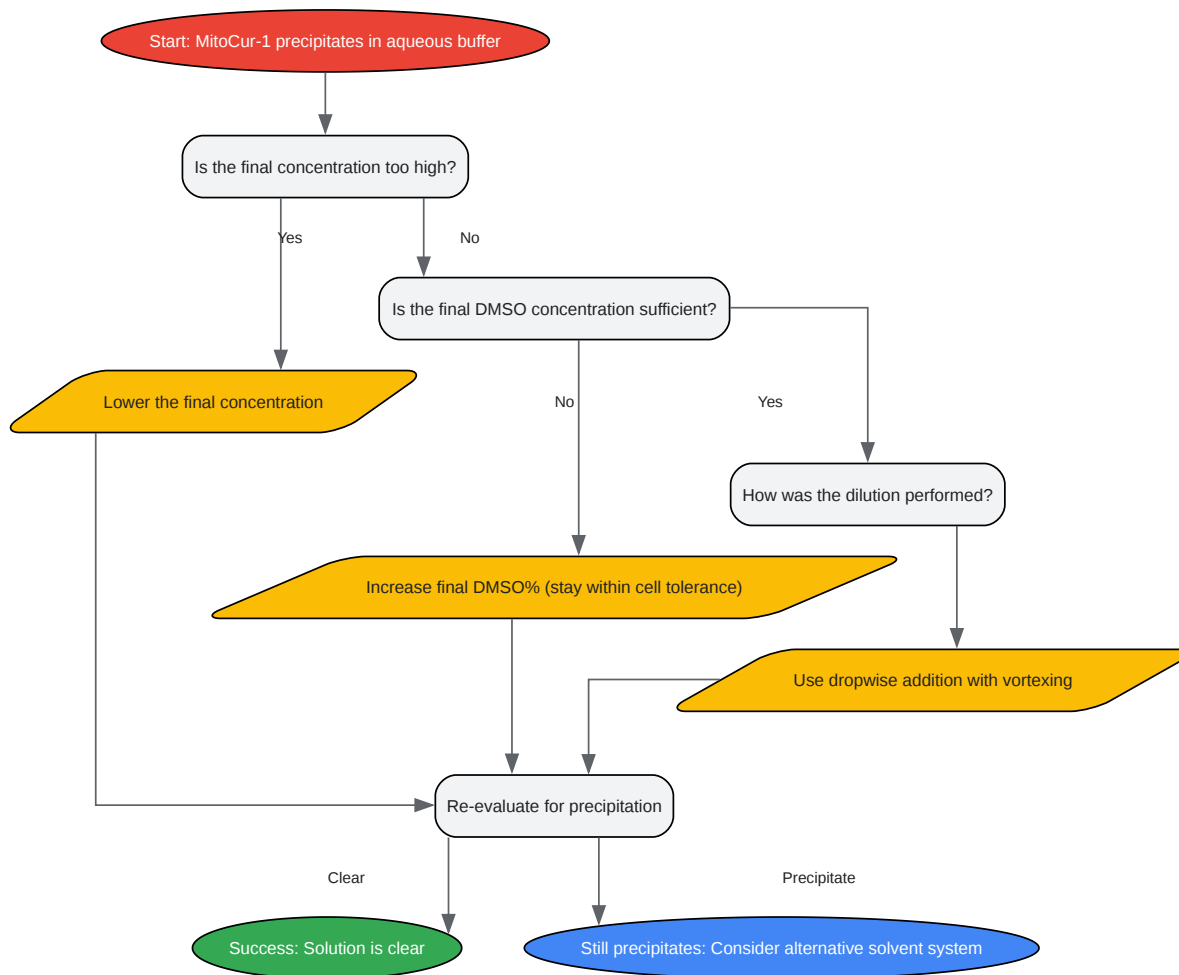 Start: MitoCur-1 precipitates in aqueous buffer
Is the final concentration too high?
Yes
No
Is the final DMSO concentration sufficient?
Lower the final concentration
No
Yes
How was the dilution performed?
Increase final DMSO% (stay within cell tolerance)
Use dropwise addition with vortexing
Re-evaluate for precipitation
Clear
Precipitate
Success: Solution is clear
Still precipitates: Consider alternative solvent system